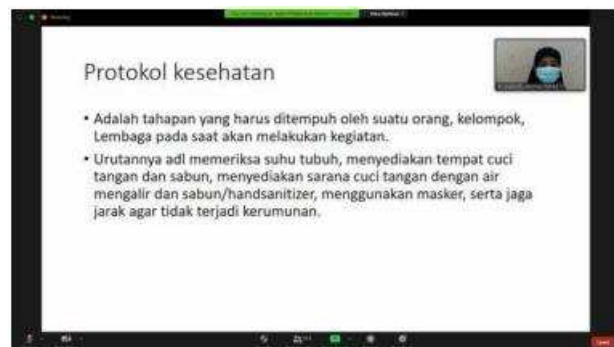 Protokol kesehatan
• Adalah tahapan yang harus ditempuh oleh suatu orang, kelompok,
Lembaga pada saat akan melakukan kegiatan.
• Urutannya adl memeriksa suhu tubuh, menyediakan tempat cuci
tangan dan sabun, menyediakan sarana cuci tangan dengan air
mengalir dan sabun/handsanitizer, menggunakan masker, serta jaga
jarak agar tidak terjadi kerumunan.